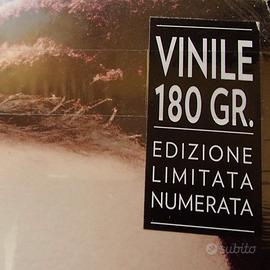 VINILE
180 GR.
EDIZIONE
LIMITATA
NUMERATA
subito